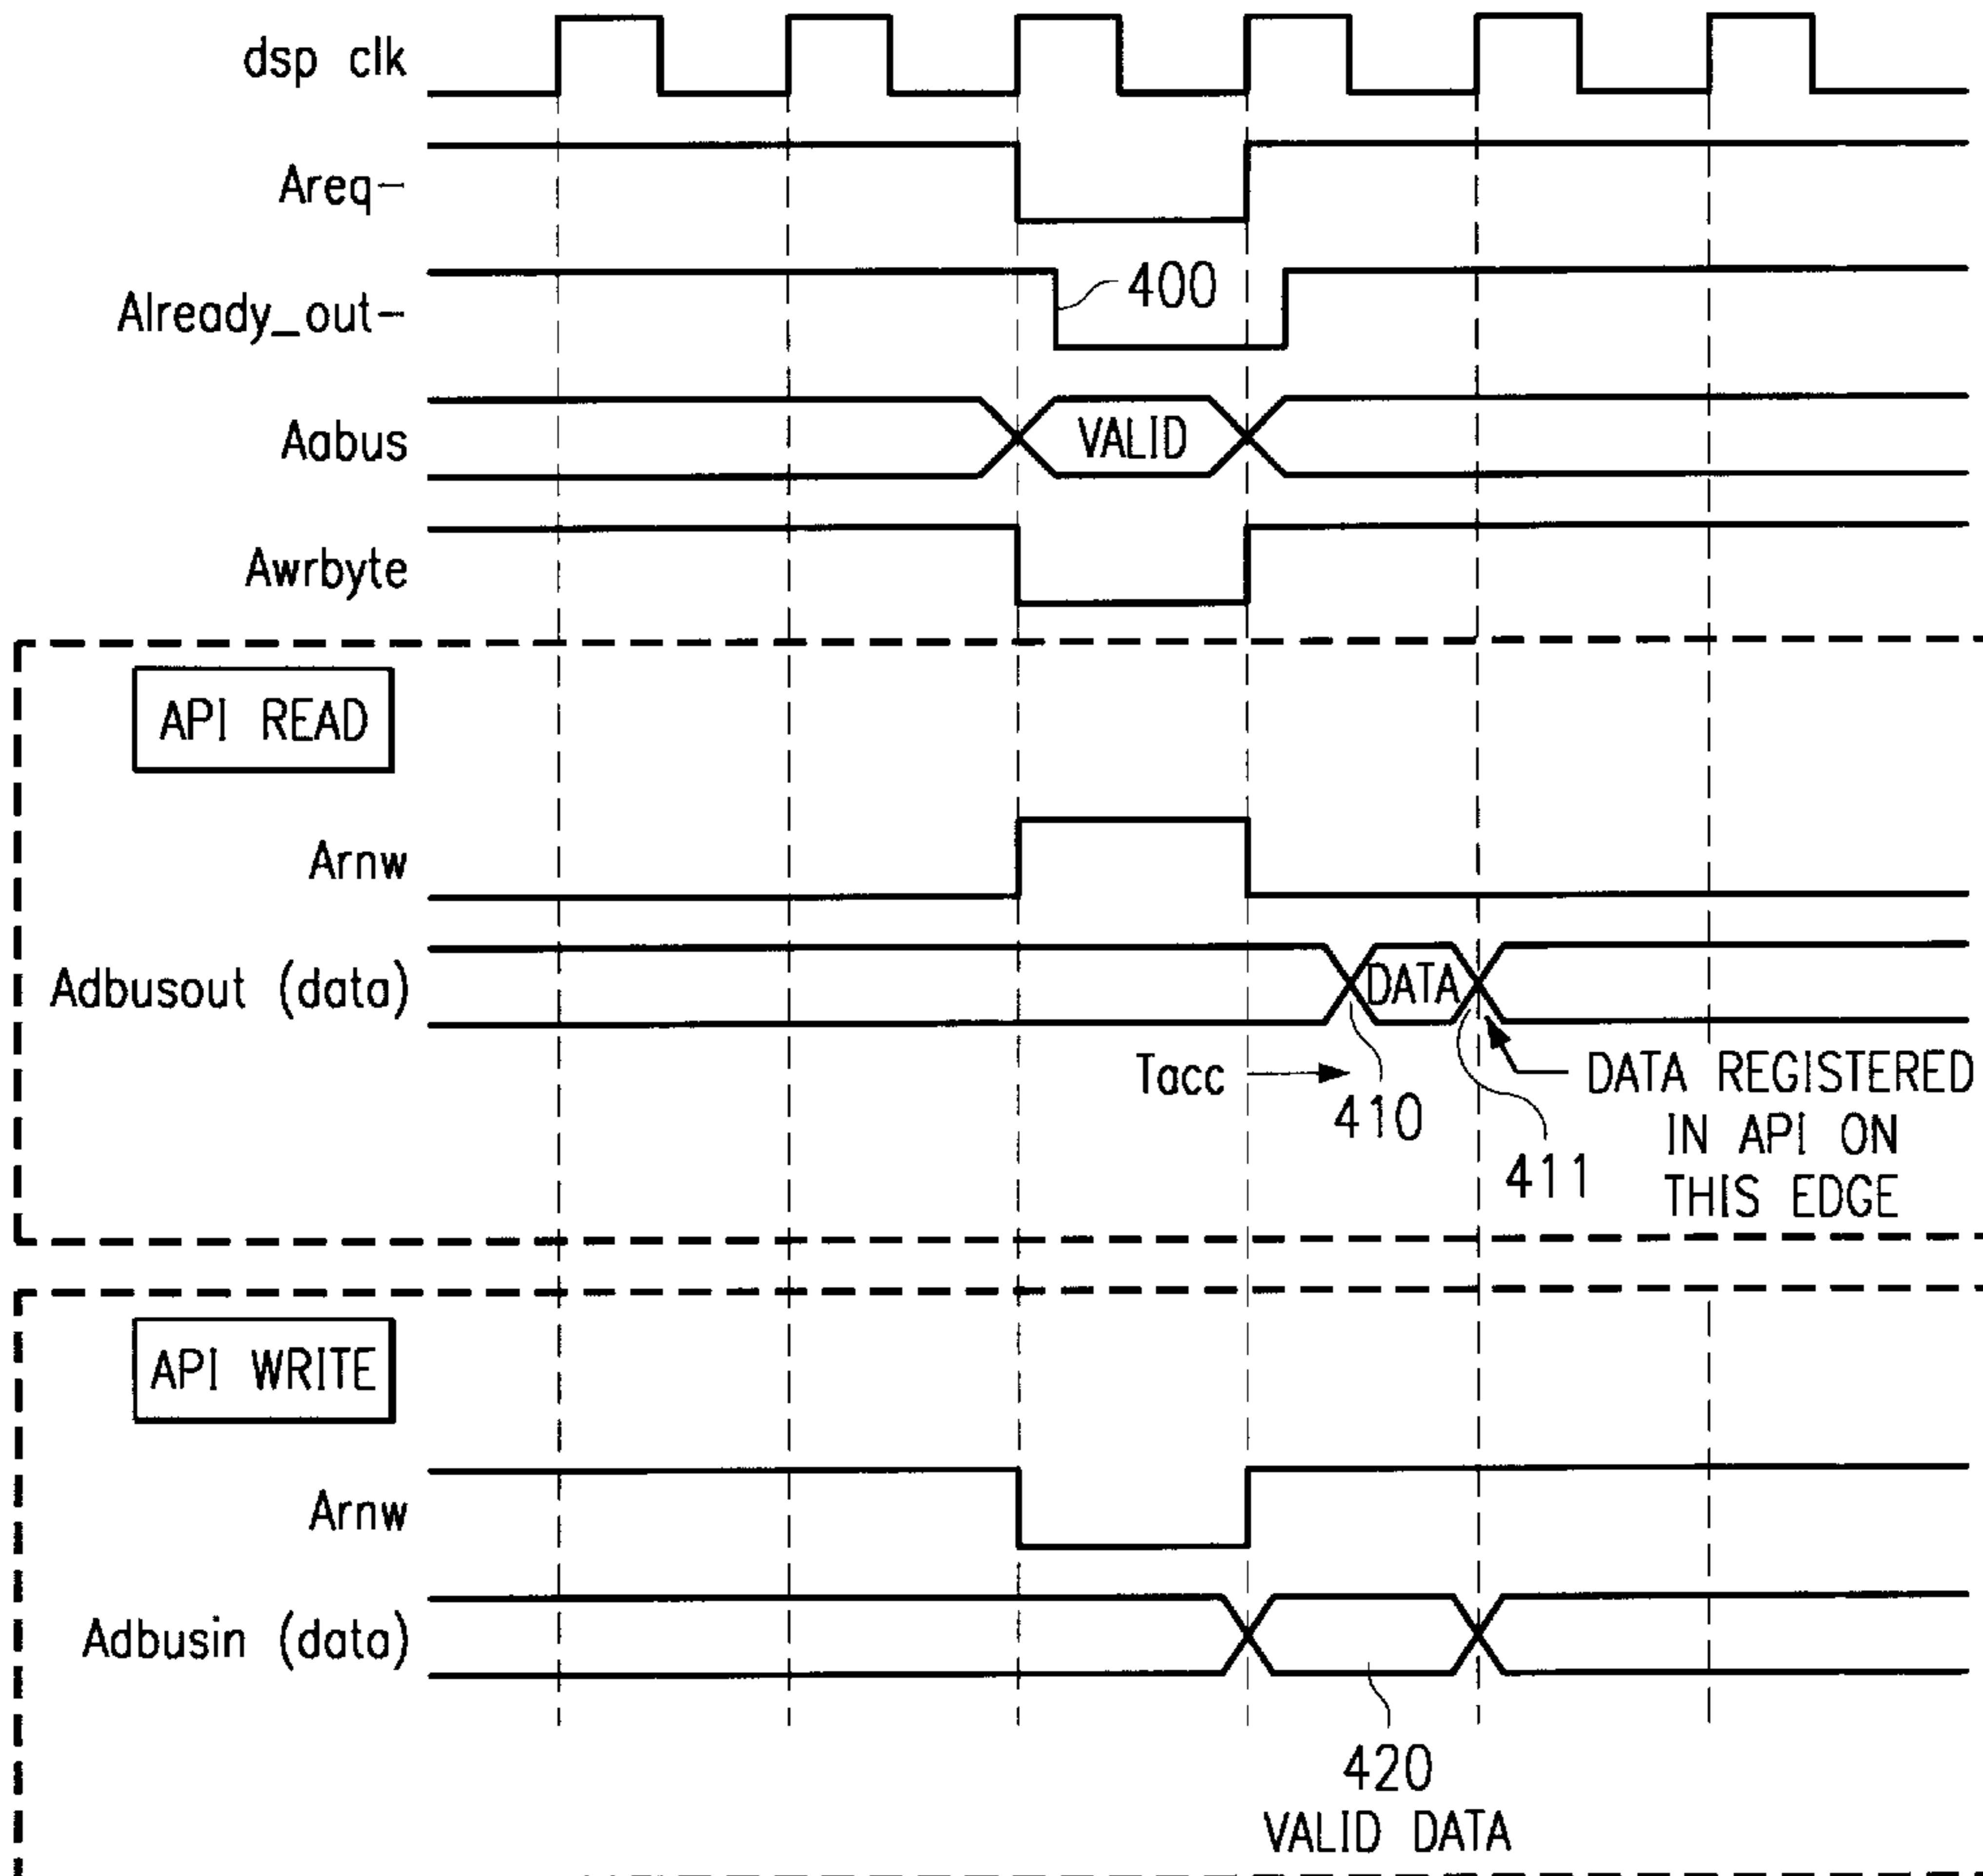 dsp clk
Areq-
Already_out-
400
Aabus
VALID
Awrbyte
API READ
Arnw
Adbusout (data)
DATA
Tacc
410
411
DATA REGISTERED
IN API ON
THIS EDGE
API WRITE
Arnw
Adbusin (data)
420
VALID DATA